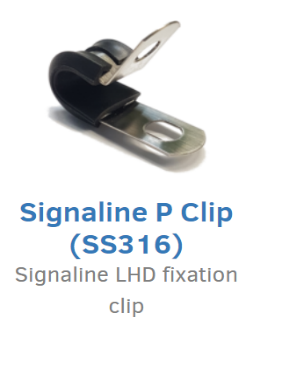 Signaline P Clip
(SS316)
Signaline LHD fixation
clip